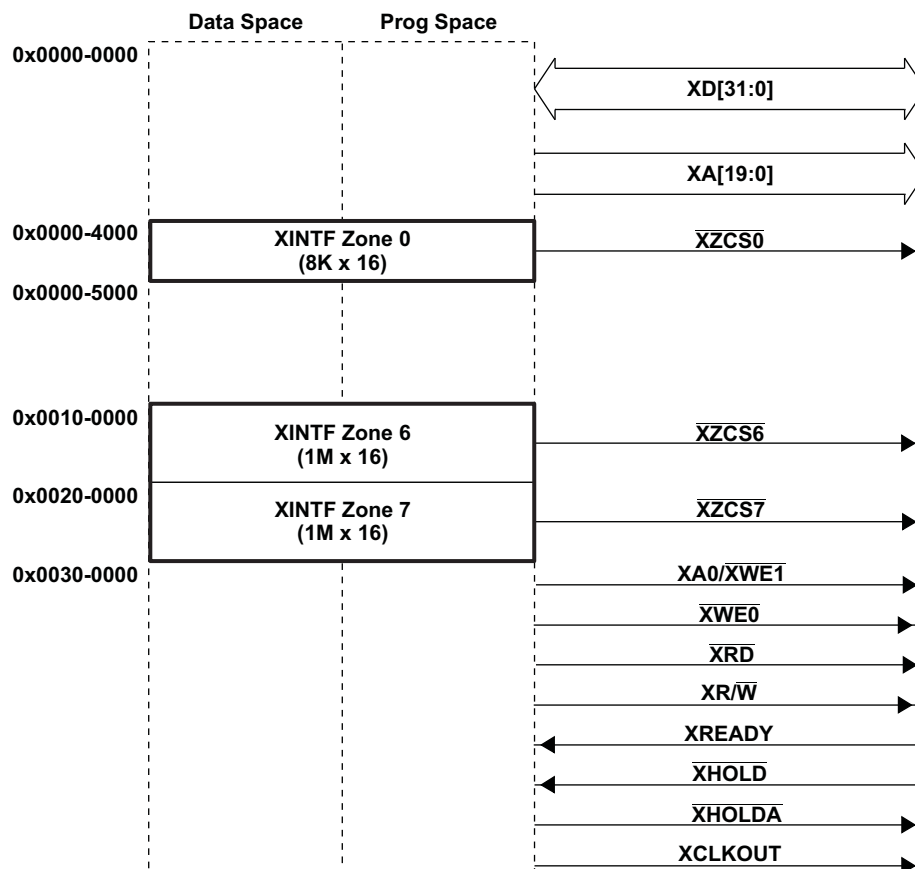 Data Space Prog Space
0x0000-0000
XD[31:0]
XA[19:0]
0x0000-4000
XINTF Zone 0
(8K x 16)
XZCS0
0x0000-5000
0x0010-0000
XINTF Zone 6
(1M x 16)
XZCS6
0x0020-0000
XINTF Zone 7
(1M x 16)
XZCS7
0x0030-0000
XA0/XWE1
XWE0
XRD
XR/W
XREADY
XHOLD
XHOLDA
XCLKOUT